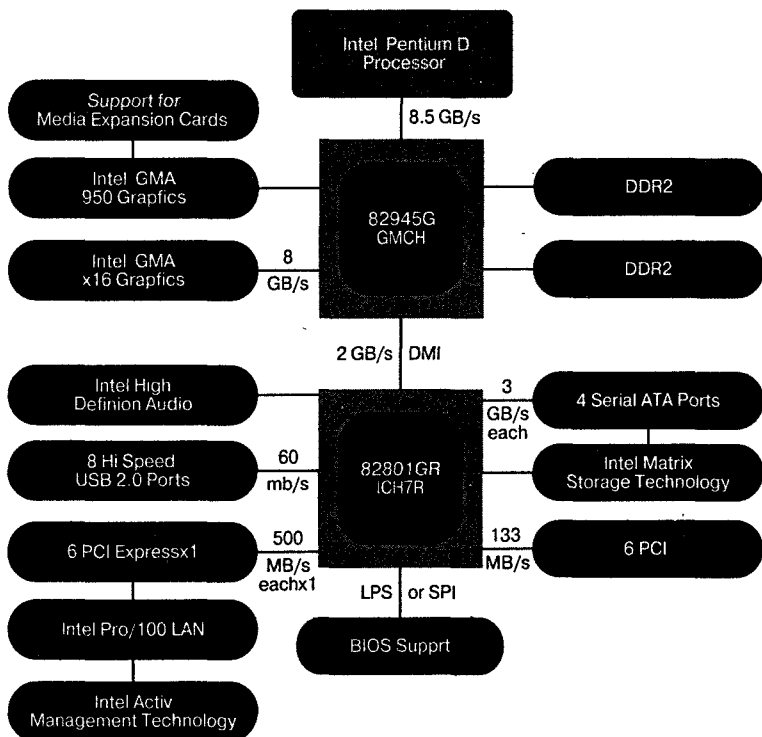 Intel Pentium D
Processor
8.5 GB/s
Support for
Media Expansion Cards
Intel GMA
950 Grapfics
82945G
GMCH
DDR2
Intel GMA
x16 Grapfics
8
GB/s
DDR2
2 GB/s DMI
Intel High
Definion Audio
3
GB/s
each
4 Serial ATA Ports
8 Hi Speed
USB 2.0 Ports
60
mb/s
82801GR
ICH7R
Intel Matrix
Storage Technology
6 PCI Expressx1
500
MB/s
eachx1
133
MB/s
6 PCI
LPS or SPI
Intel Pro/100 LAN
BIOS Supprt
Intel Activ
Management Technology